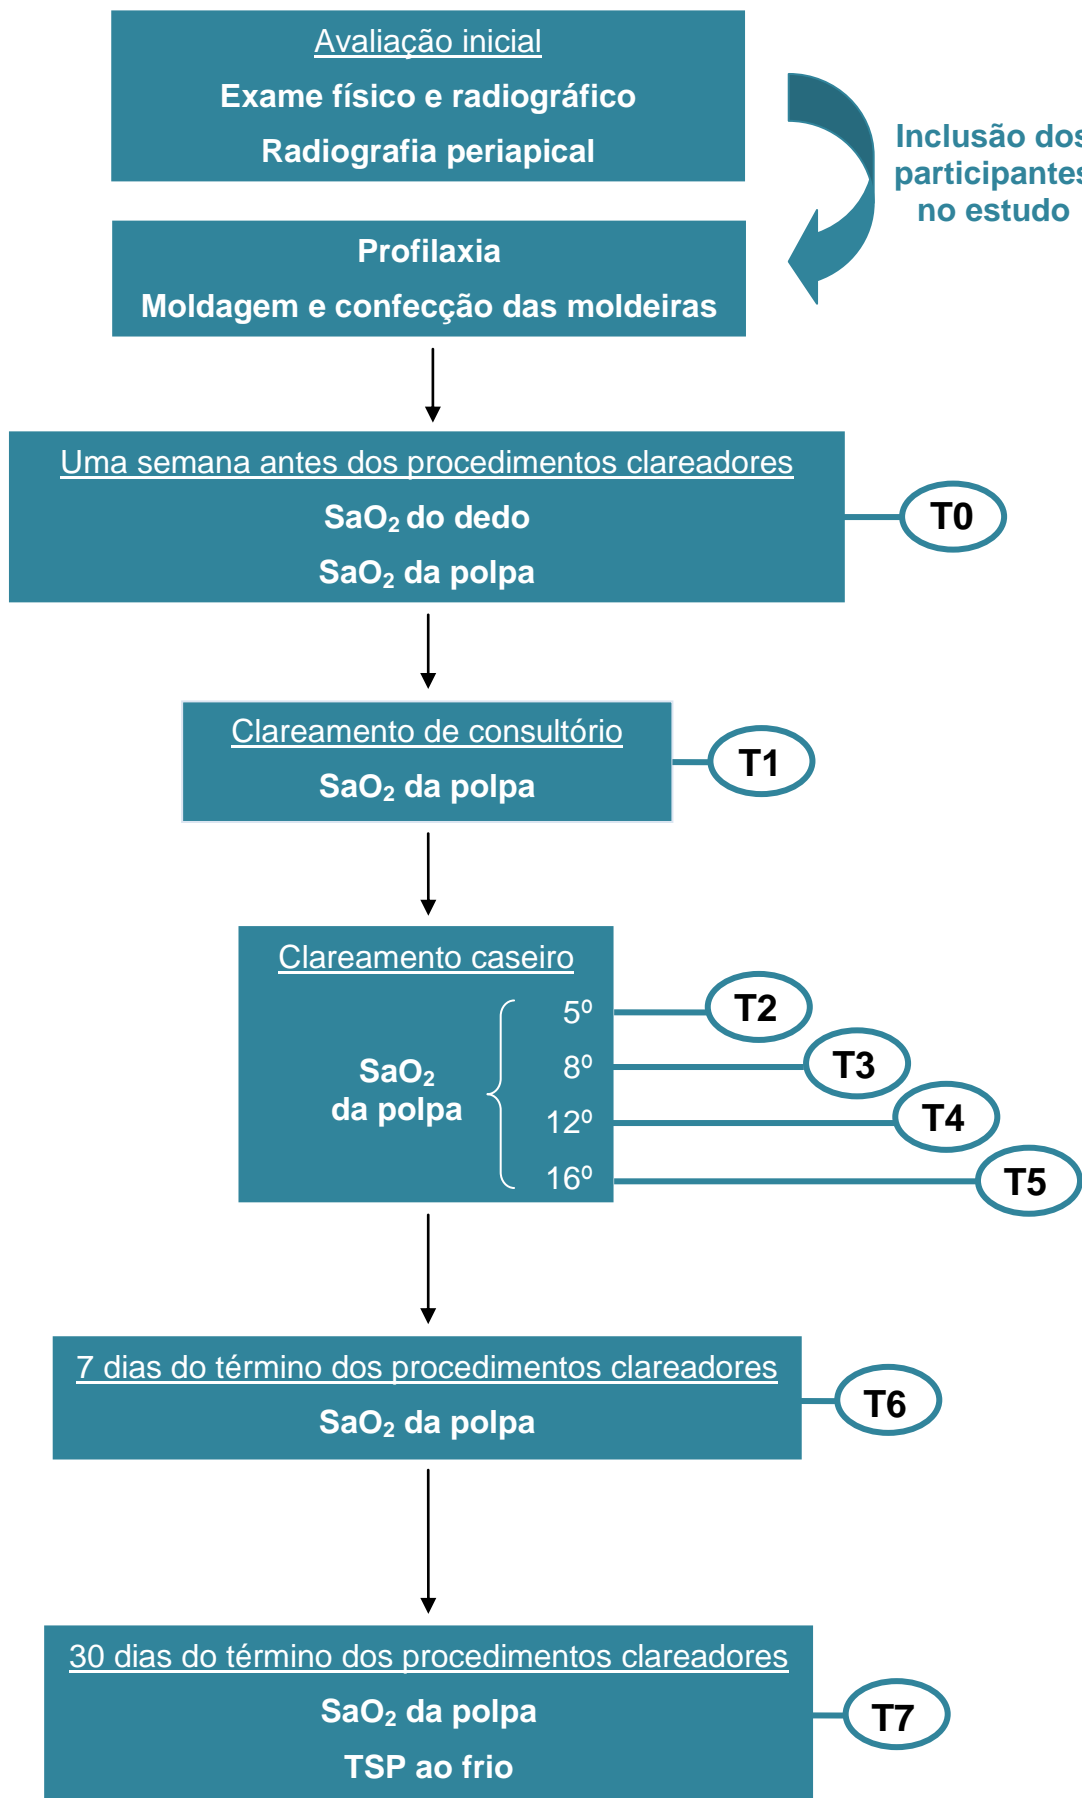 Avaliação inicial
Exame físico e radiográfico
Radiografia periapical
Inclusão dos
participantes
no estudo
Profilaxia
Moldagem e confecção das moldeiras
Uma semana antes dos procedimentos clareadores
SaO₂ do dedo
SaO₂ da polpa
T0
Clareamento de consultório
SaO₂ da polpa
T1
Clareamento caseiro
SaO₂
da polpa
5º
T2
8º
T3
12º
T4
16º
T5
7 dias do término dos procedimentos clareadores
SaO₂ da polpa
T6
30 dias do término dos procedimentos clareadores
SaO₂ da polpa
TSP ao frio
T7